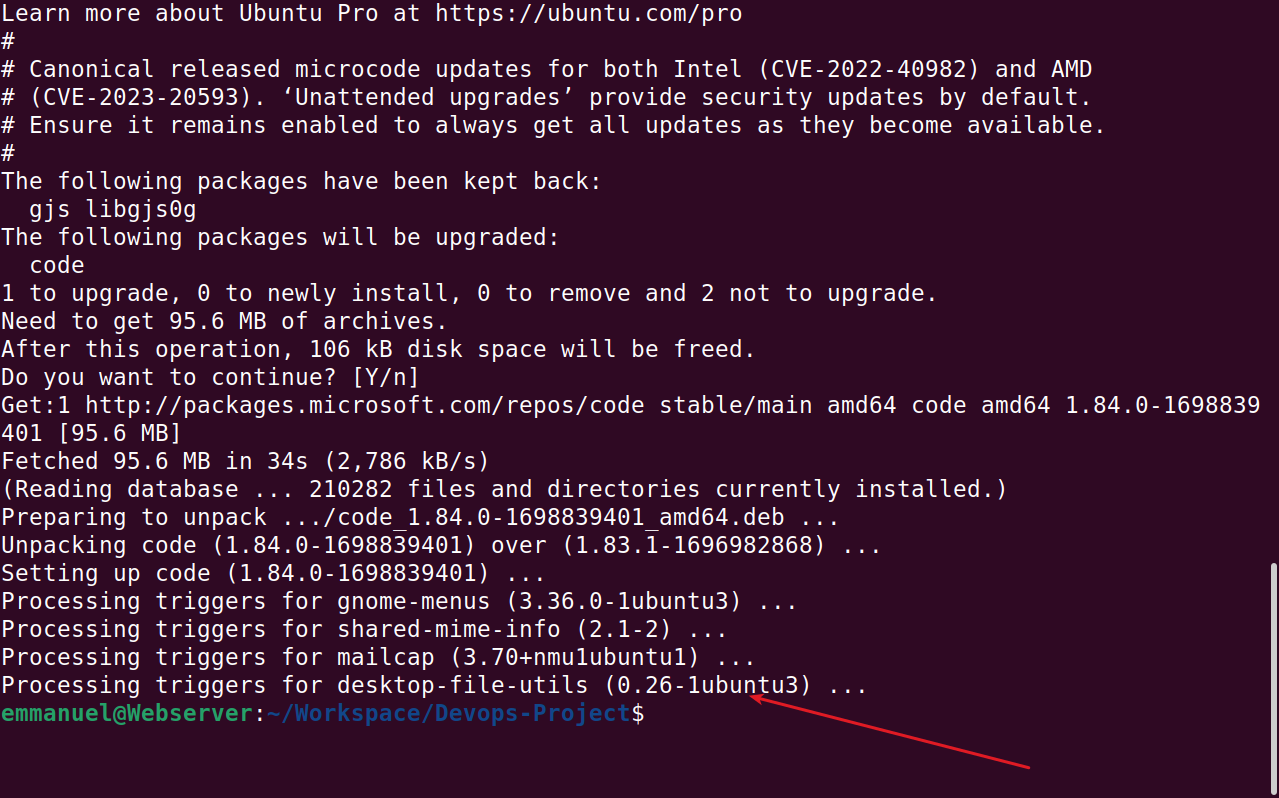 Learn more about Ubuntu Pro at https://ubuntu.com/pro
#
# Canonical released microcode updates for both Intel (CVE-2022-40982) and AMD
# (CVE-2023-20593). ‘Unattended upgrades’ provide security updates by default.
# Ensure it remains enabled to always get all updates as they become available.
#
The following packages have been kept back:
  gjs libgjs0g
The following packages will be upgraded:
  code
1 to upgrade, 0 to newly install, 0 to remove and 2 not to upgrade.
Need to get 95.6 MB of archives.
After this operation, 106 kB disk space will be freed.
Do you want to continue? [Y/n]
Get:1 http://packages.microsoft.com/repos/code stable/main amd64 code amd64 1.84.0-1698839
401 [95.6 MB]
Fetched 95.6 MB in 34s (2,786 kB/s)
(Reading database ... 210282 files and directories currently installed.)
Preparing to unpack .../code_1.84.0-1698839401_amd64.deb ...
Unpacking code (1.84.0-1698839401) over (1.83.1-1696982868) ...
Setting up code (1.84.0-1698839401) ...
Processing triggers for gnome-menus (3.36.0-1ubuntu3) ...
Processing triggers for shared-mime-info (2.1-2) ...
Processing triggers for mailcap (3.70+nmu1ubuntu1) ...
Processing triggers for desktop-file-utils (0.26-1ubuntu3) ...
emmanuel@Webserver:~/Workspace/Devops-Project$